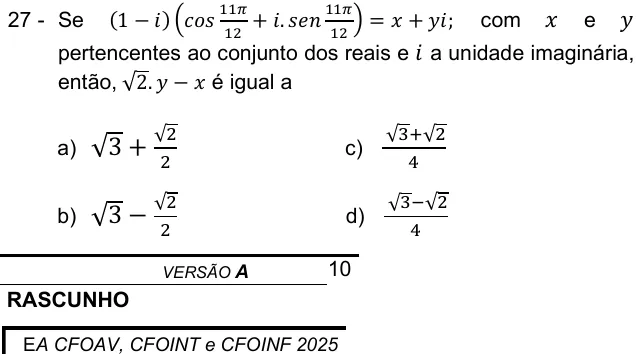 27 - Se (1 − i)(cos 11π/12 + i. sen 11π/12) = x + yi; com x e y
pertencentes ao conjunto dos reais e i a unidade imaginária,
então, √2. y − x é igual a
a) √3 + √2/2
c) (√3+√2)/4
b) √3 − √2/2
d) (√3−√2)/4
VERSÃO A 10
RASCUNHO
EA CFOAV, CFOINT e CFOINF 2025